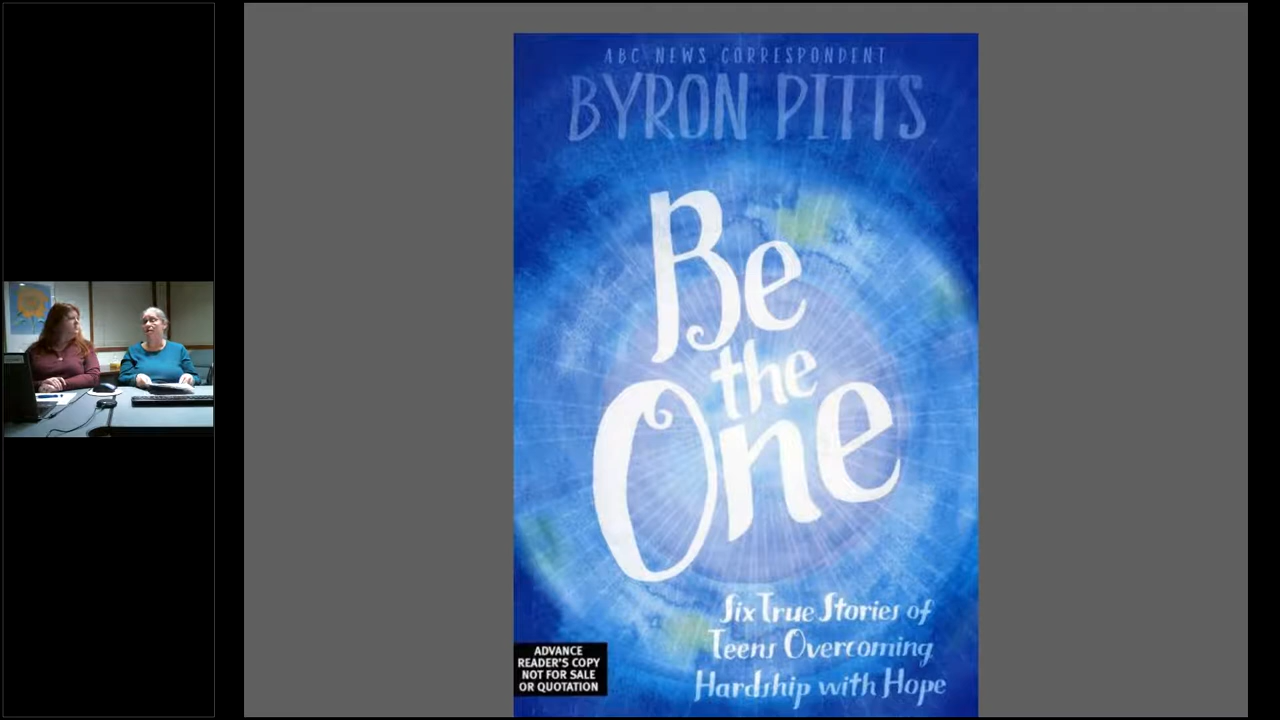 ABC NEWS CORRESPONDENT
BYRON PITTS
Be
the
One
Six True Stories of
Teens Overcoming
Hardship with Hope
ADVANCE
READER'S COPY
NOT FOR SALE
OR QUOTATION